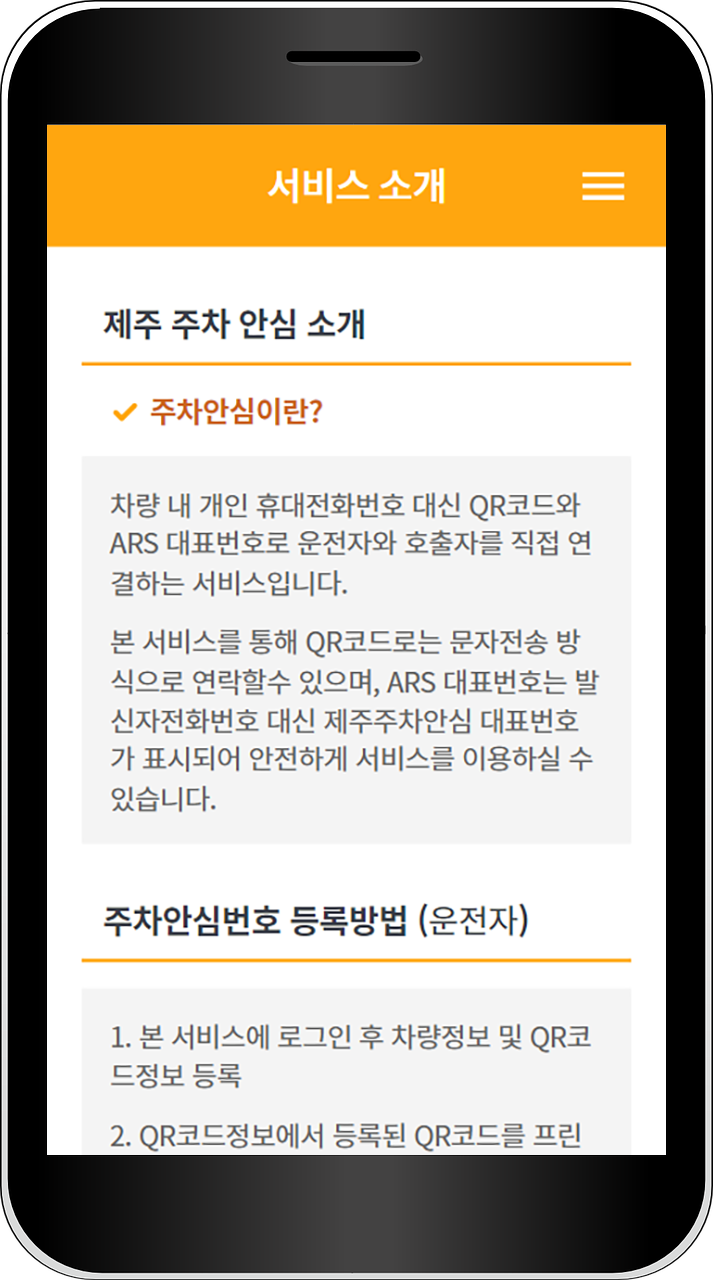 서비스 소개
제주 주차 안심 소개
주차안심이란?
차량 내 개인 휴대전화번호 대신 QR코드와
ARS 대표번호로 운전자와 호출자를 직접 연
결하는 서비스입니다.
본 서비스를 통해 QR코드로는 문자전송 방
식으로 연락할수 있으며, ARS 대표번호는 발
신자전화번호 대신 제주주차안심 대표번호
가 표시되어 안전하게 서비스를 이용하실 수
있습니다.
주차안심번호 등록방법 (운전자)
1. 본 서비스에 로그인 후 차량정보 및 QR코
드정보 등록
2. QR코드정보에서 등록된 QR코드를 프린